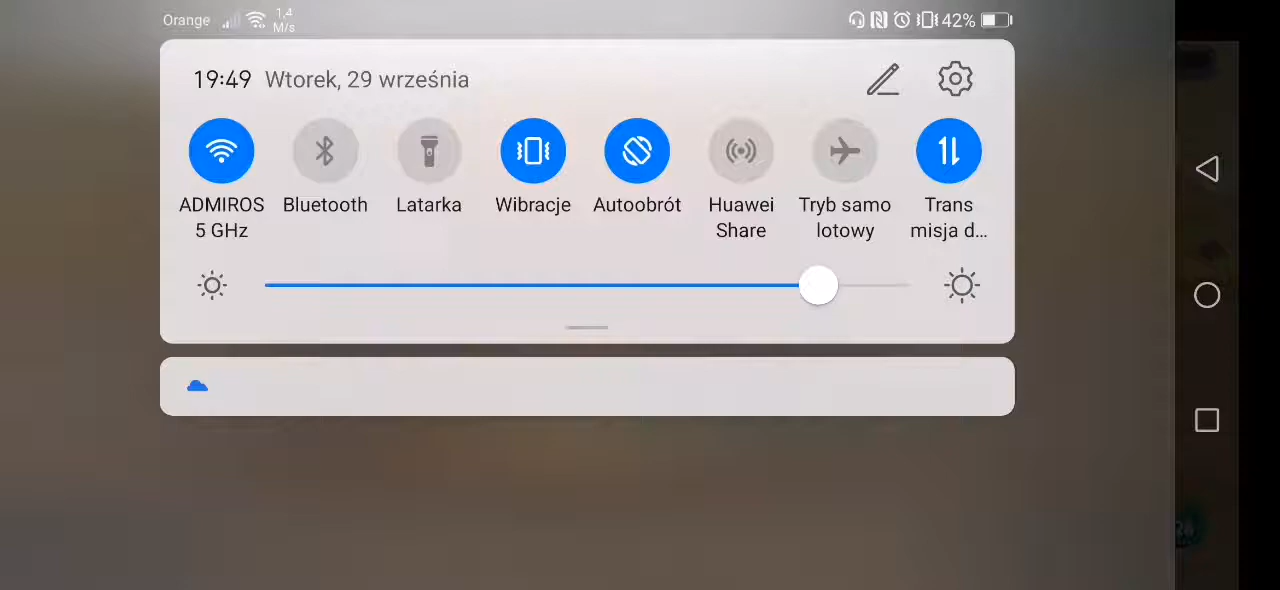 Orange 1,4 M/s 42%
19:49 Wtorek, 29 września
ADMIROS 5 GHz
Bluetooth
Latarka
Wibracje
Autoobrót
Huawei Share
Tryb samo lotowy
Trans misja d...